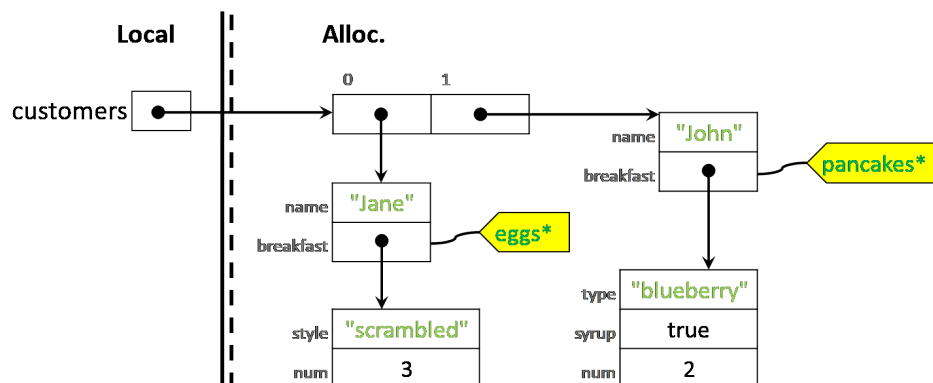 Local
Alloc.
0 1
customers
name "John"
breakfast
pancakes*
name "Jane"
breakfast
eggs*
type "blueberry"
syrup true
num 2
style "scrambled"
num 3